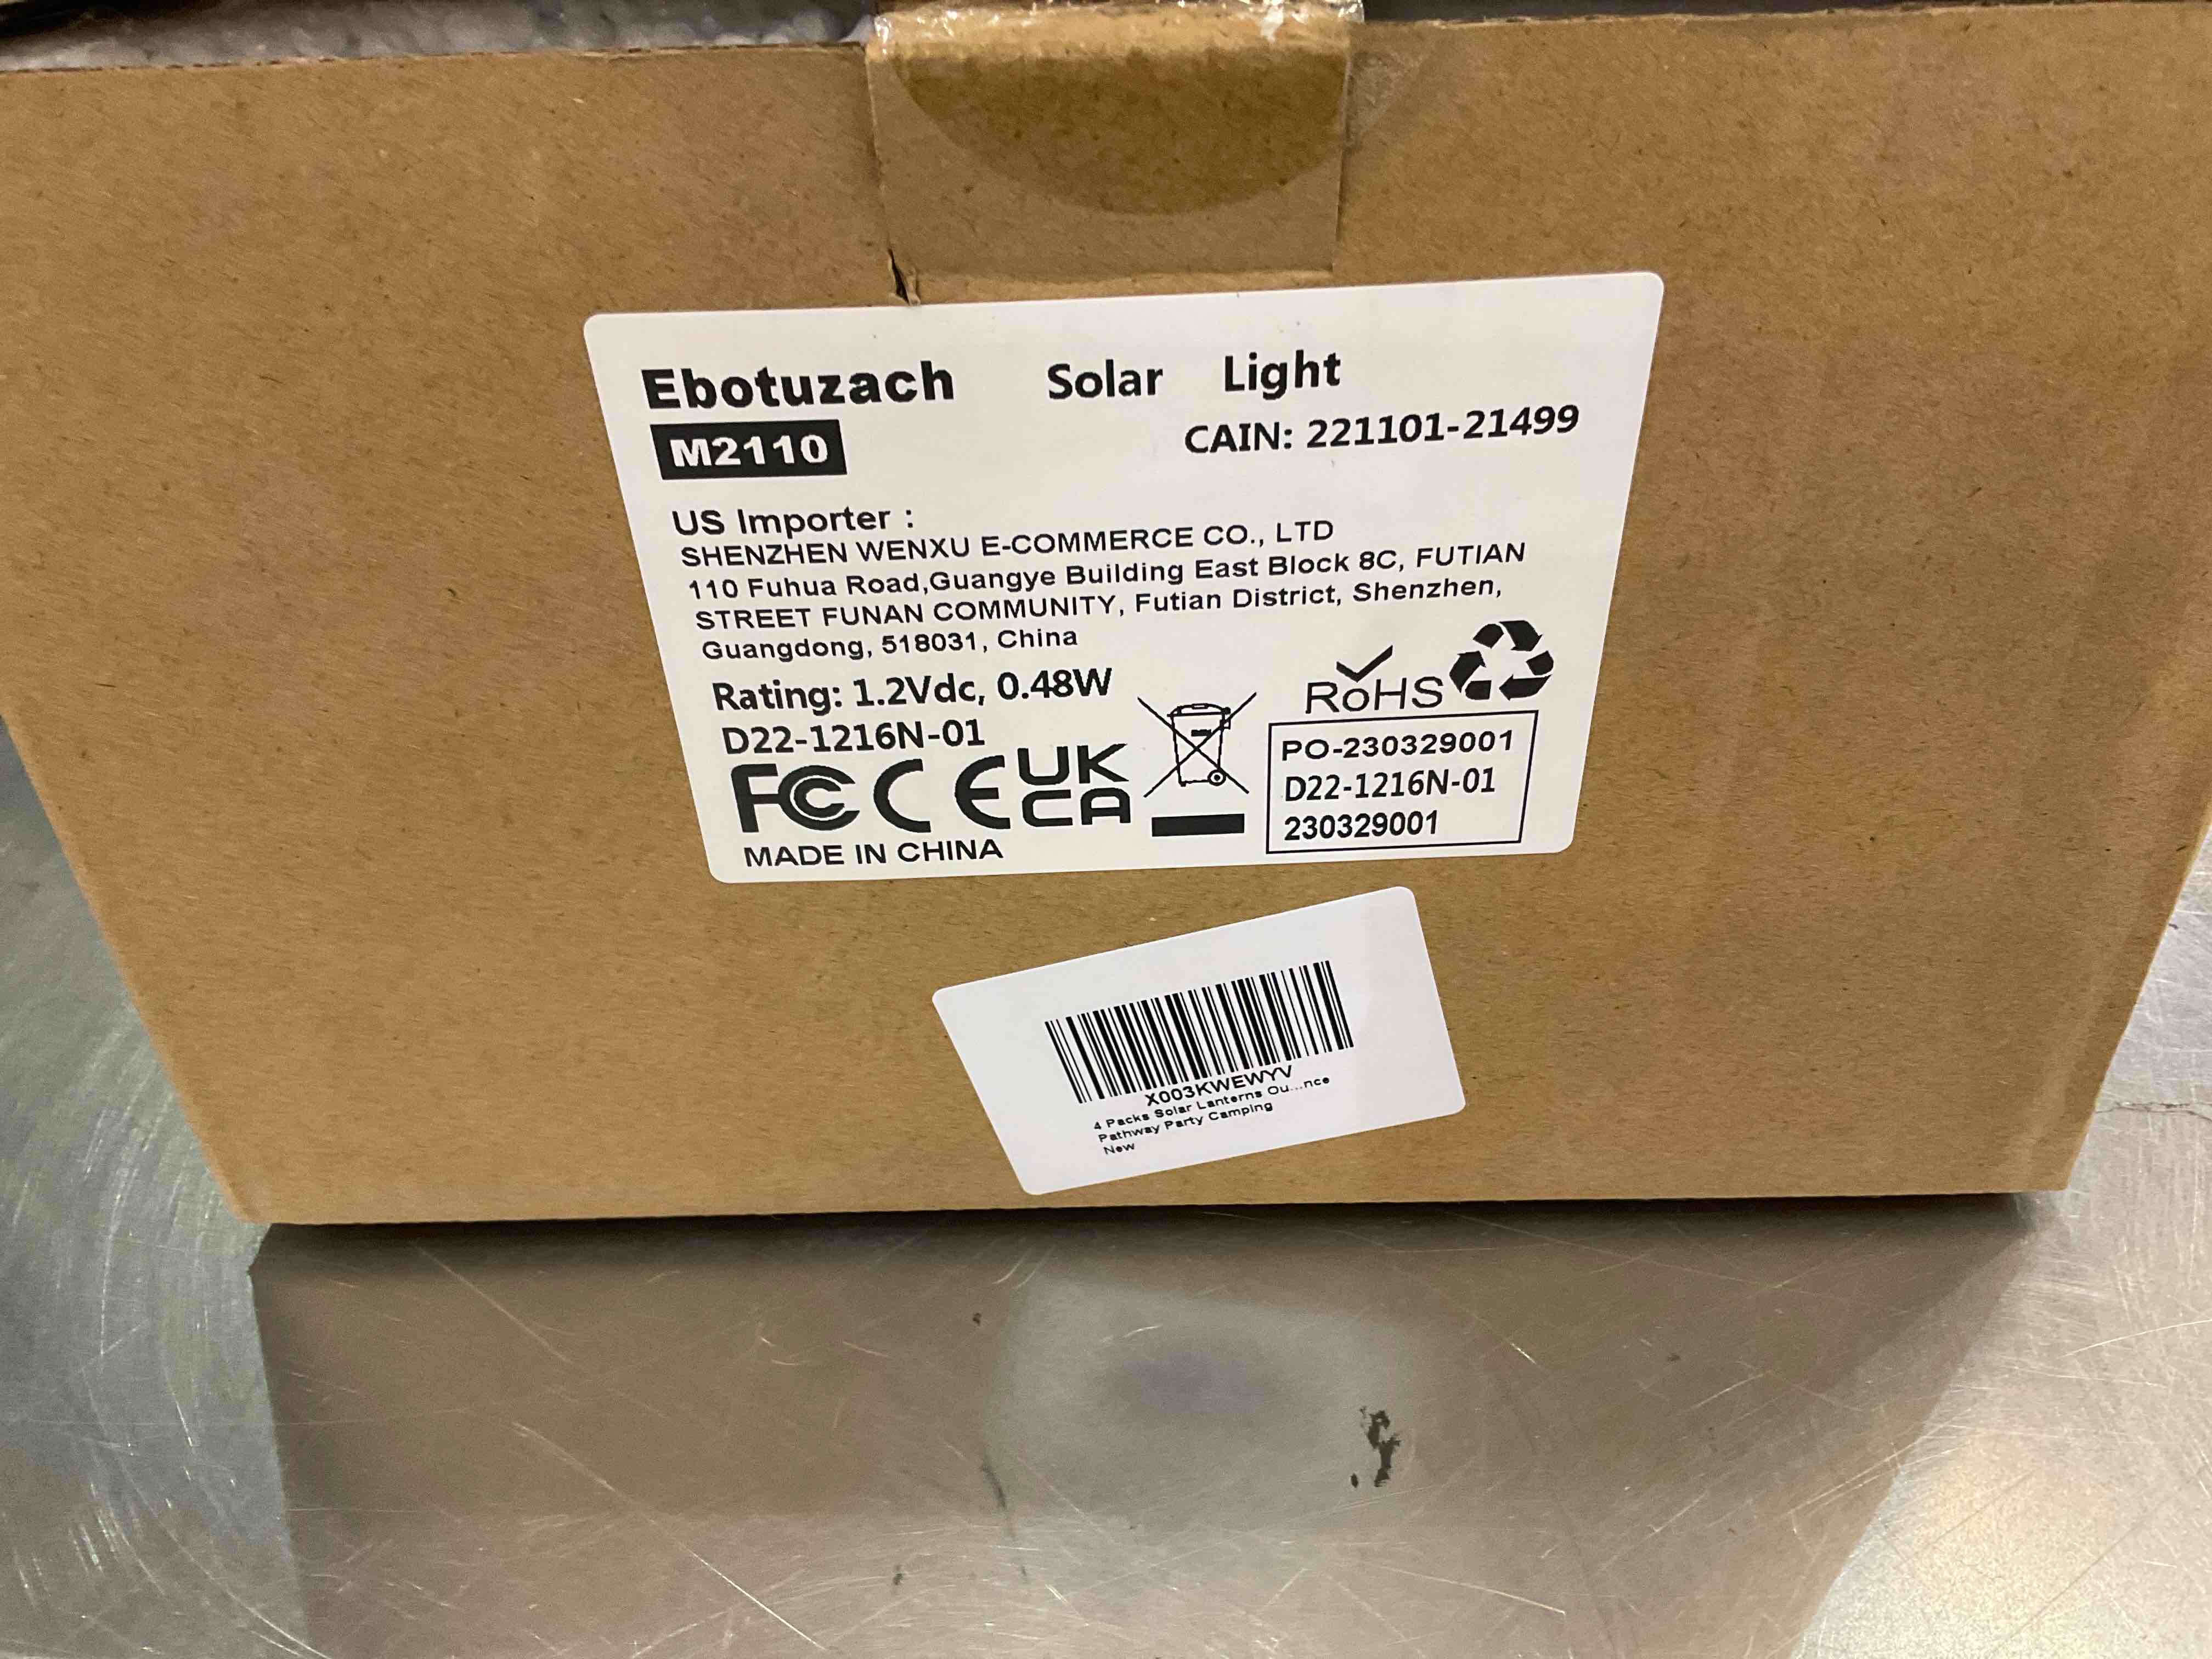 Ebotuzach Solar Light
M2110
CAIN: 221101-21499
US Importer :
SHENZHEN WENXU E-COMMERCE CO., LTD
110 Fuhua Road,Guangye Building East Block 8C, FUTIAN
STREET FUNAN COMMUNITY, Futian District, Shenzhen,
Guangdong, 518031, China
Rating: 1.2Vdc, 0.48W
D22-1216N-01
FC CE UK
CA
MADE IN CHINA
RoHS
PO-230329001
D22-1216N-01
230329001
X003KWEWYV
4 Packs Solar Lanterns Ou...nce
Pathway Party Camping
New